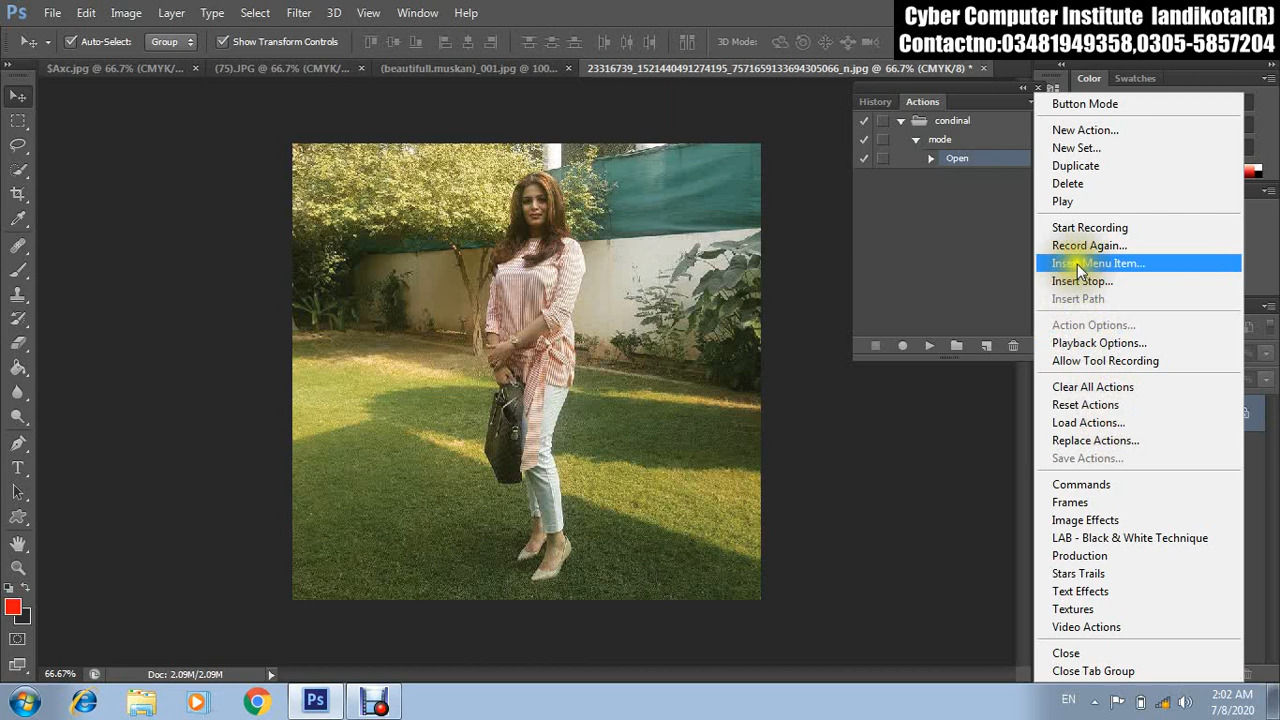 Cyber Computer Institute landikotal(R)
Contactno:03481949358,0305-5857204
Ps File Edit Image Layer Type Select Filter 3D View Window Help
Auto-Select: Group Show Transform Controls 3D Mode:
$Axc.jpg @ 66.7% (CMYK/... × (75).JPG @ 66.7% (CMYK/... × (beautifull.muskan)_001.jpg @ 100... × 23316739_1521440491274195_7571659133694305066_n.jpg @ 66.7% (CMYK/8) * ×
Color Swatches
History Actions
condinal
mode
Open
Button Mode
New Action...
New Set...
Duplicate
Delete
Play
Start Recording
Record Again...
Insert Menu Item...
Insert Stop...
Insert Path
Action Options...
Playback Options...
Allow Tool Recording
Clear All Actions
Reset Actions
Load Actions...
Replace Actions...
Save Actions...
Commands
Frames
Image Effects
LAB - Black & White Technique
Production
Stars Trails
Text Effects
Textures
Video Actions
Close
Close Tab Group
66.67% Doc: 2.09M/2.09M
Ps
EN
2:02 AM
7/8/2020